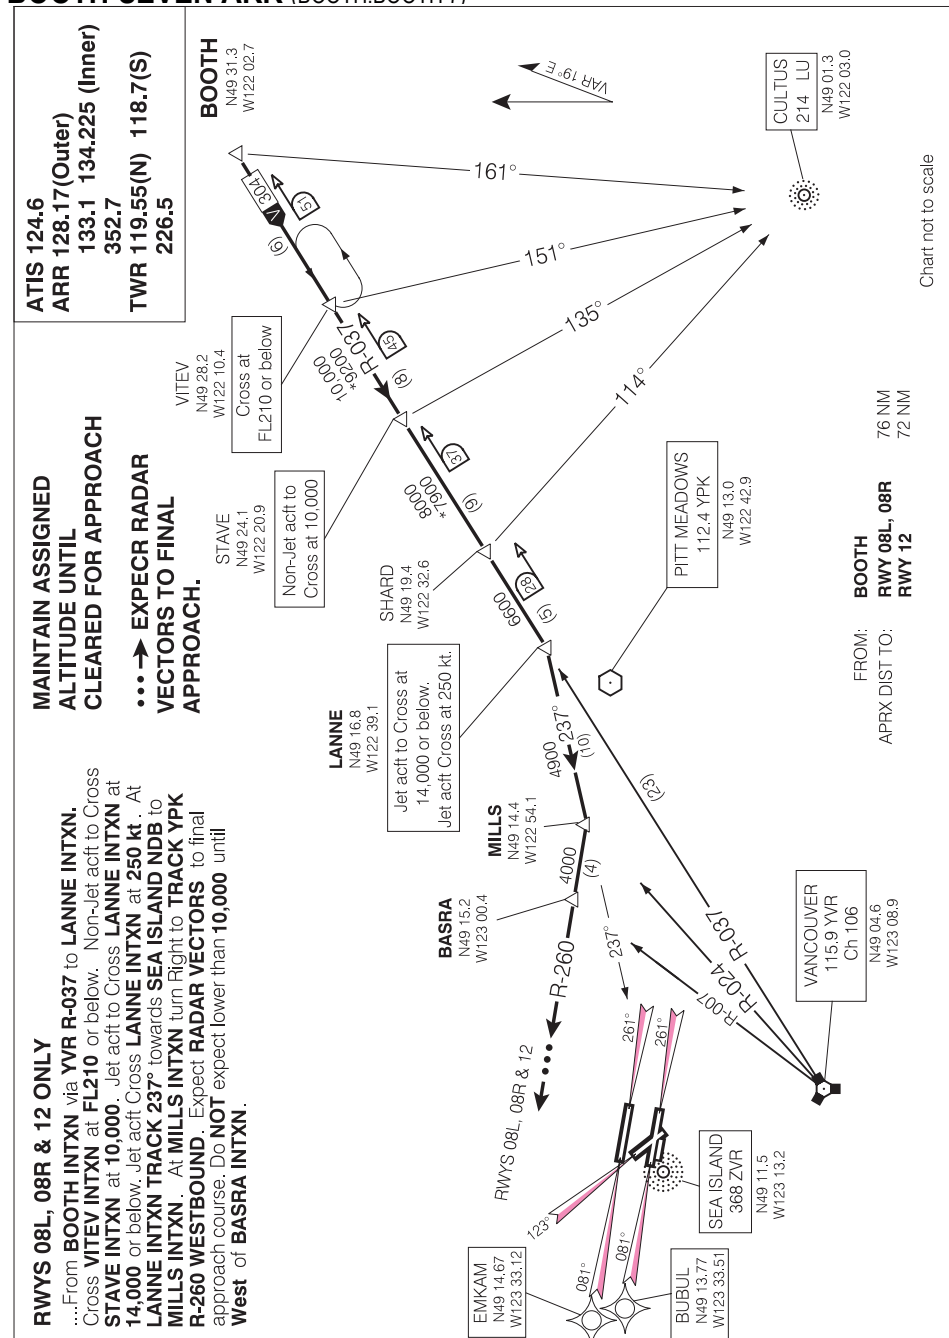 BOOTH SEVEN ARR (BOOTH.BOOTH7)
ATIS 124.6
ARR 128.17(Outer)
133.1 134.225 (Inner)
352.7
TWR 119.55(N) 118.7(S)
226.5
MAINTAIN ASSIGNED
ALTITUDE UNTIL
CLEARED FOR APPROACH
EXPECR RADAR
VECTORS TO FINAL
APPROACH.
RWYS 08L, 08R & 12 ONLY
....From BOOTH INTXN via YVR R-037 to LANNE INTXN.
Cross VITEV INTXN at FL210 or below. Non-Jet acft to Cross
STAVE INTXN at 10,000. Jet acft to Cross LANNE INTXN at
14,000 or below. Jet acft Cross LANNE INTXN at 250 kt. At
LANNE INTXN TRACK 237° towards SEA ISLAND NDB to
MILLS INTXN. At MILLS INTXN turn Right to TRACK YPK
R-260 WESTBOUND. Expect RADAR VECTORS to final
approach course. Do NOT expect lower than 10,000 until
West of BASRA INTXN.
BOOTH
N49 31.3
W122 02.7
VAR 19° E
CULTUS
214 LU
N49 01.3
W122 03.0
161°
151°
135°
114°
V 304
51
(6)
VITEV
N49 28.2
W122 10.4
Cross at
FL210 or below
R-037
10,000
*9200
45
(8)
STAVE
N49 24.1
W122 20.9
Non-Jet acft to
Cross at 10,000
37
8000
*7900
(9)
SHARD
N49 19.4
W122 32.6
28
6600
(5)
LANNE
N49 16.8
W122 39.1
Jet acft to Cross at
14,000 or below.
Jet acft Cross at 250 kt.
PITT MEADOWS
112.4 YPK
N49 13.0
W122 42.9
4900
237°
(10)
MILLS
N49 14.4
W122 54.1
4000
(4)
BASRA
N49 15.2
W123 00.4
R-260
237°
RWYS 08L, 08R & 12
(23)
R-037
R-024
R-007
VANCOUVER
115.9 YVR
Ch 106
N49 04.6
W123 08.9
261°
261°
123°
081°
081°
SEA ISLAND
368 ZVR
N49 11.5
W123 13.2
EMKAM
N49 14.67
W123 33.12
BUBUL
N49 13.77
W123 33.51
FROM: BOOTH
APRX DIST TO: RWY 08L, 08R 76 NM
RWY 12 72 NM
Chart not to scale